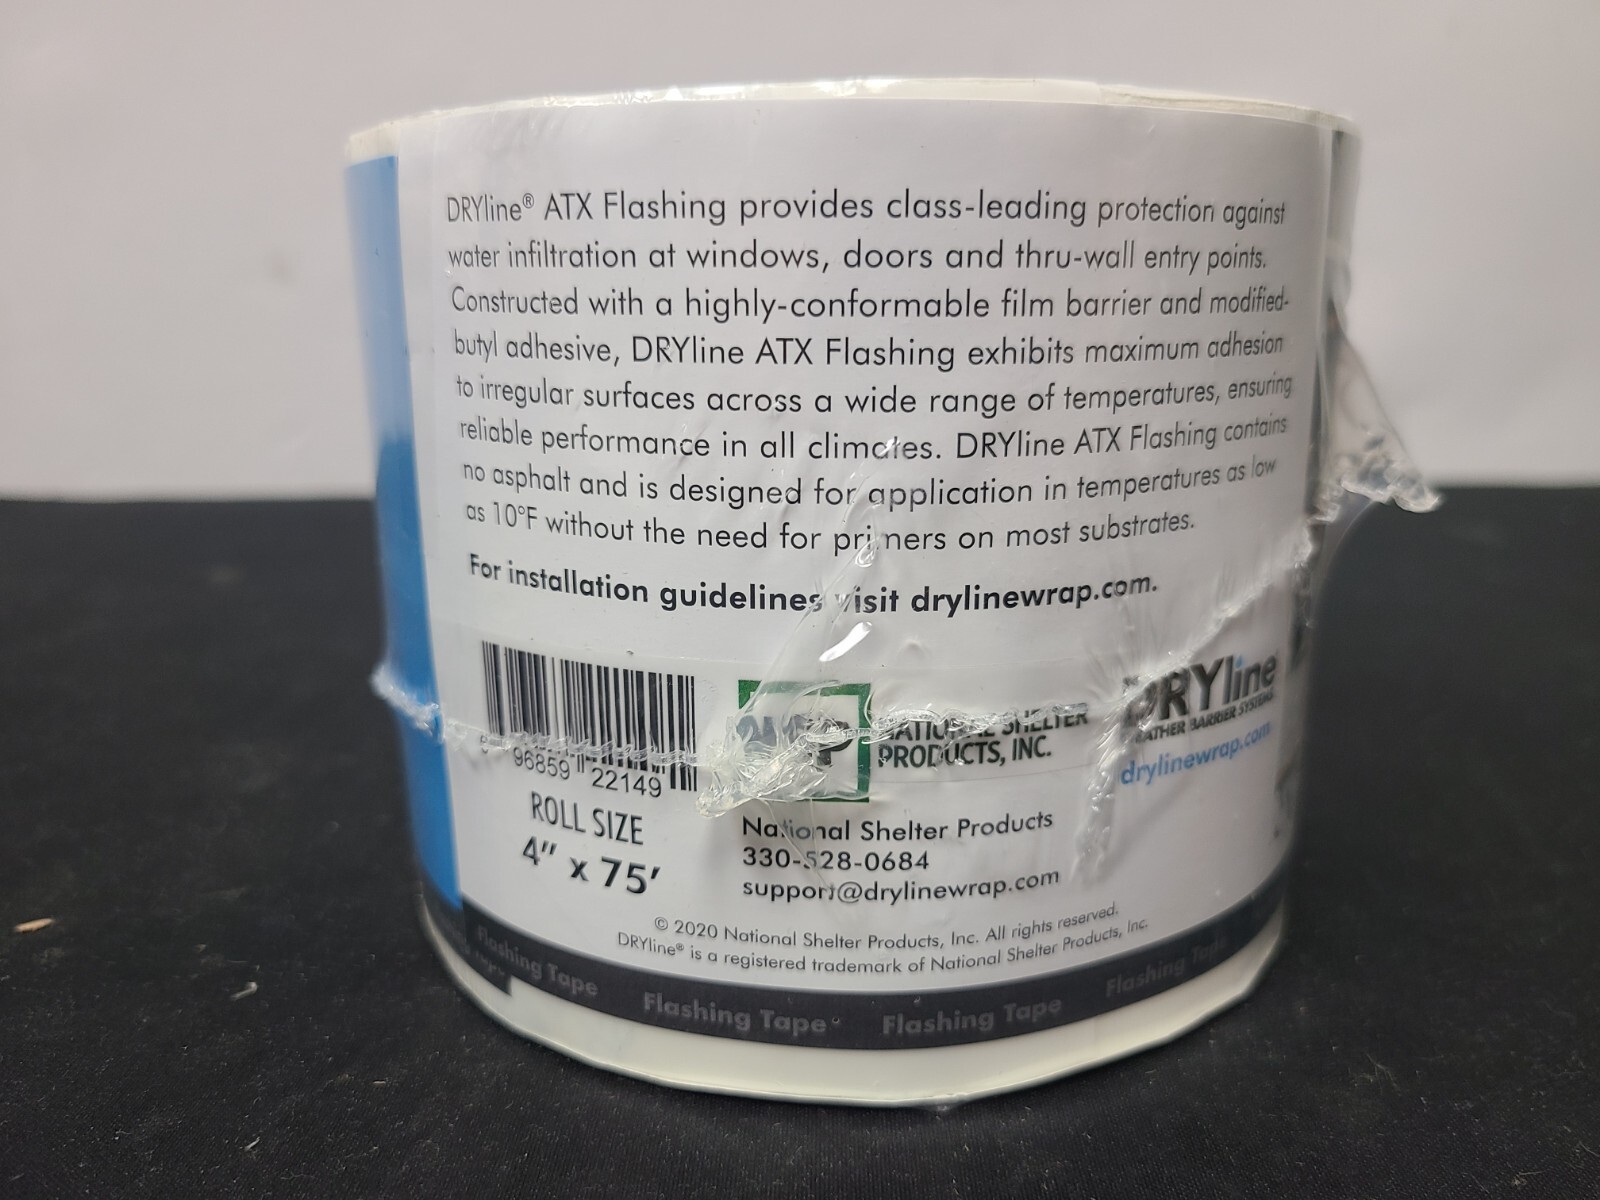 DRYline® ATX Flashing provides class-leading protection against
water infiltration at windows, doors and thru-wall entry points.
Constructed with a highly-conformable film barrier and modified-
butyl adhesive, DRYline ATX Flashing exhibits maximum adhesion
to irregular surfaces across a wide range of temperatures, ensuring
reliable performance in all climates. DRYline ATX Flashing contains
no asphalt and is designed for application in temperatures as low
as 10°F without the need for primers on most substrates.
For installation guidelines visit drylinewrap.com.
96859 22149
ROLL SIZE
4" x 75'
NATIONAL SHELTER
PRODUCTS, INC.
National Shelter Products
330-528-0684
support@drylinewrap.com
DRYline
WEATHER BARRIER SYSTEMS
drylinewrap.com
© 2020 National Shelter Products, Inc. All rights reserved.
DRYline® is a registered trademark of National Shelter Products, Inc.
Flashing Tape Flashing Tape Flashing Tape Flashing Tape